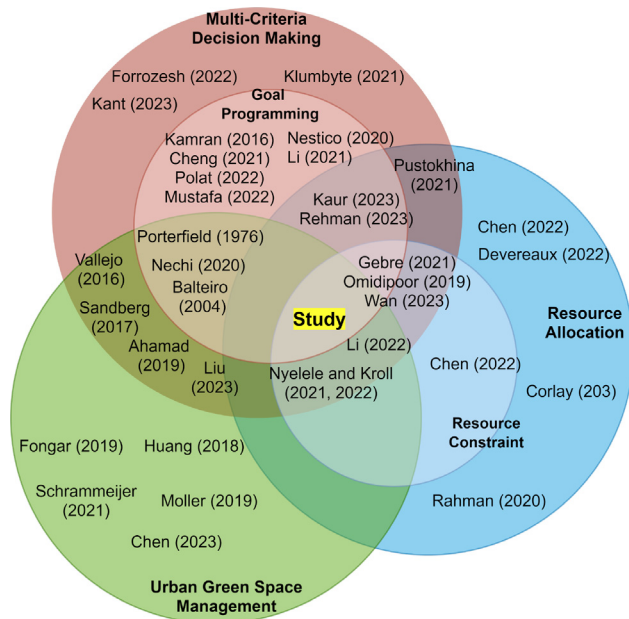 Multi-Criteria
Decision Making
Forrozesh (2022)
Klumbyte (2021)
Kant (2023)
Goal
Programming
Kamran (2016)
Cheng (2021)
Polat (2022)
Mustafa (2022)
Nestico (2020)
Li (2021)
Pustokhina
(2021)
Kaur (2023)
Rehman (2023)
Chen (2022)
Devereaux (2022)
Porterfield (1976)
Nechi (2020)
Balteiro
(2004)
Vallejo
(2016)
Sandberg
(2017)
Ahamad
(2019)
Liu
(2023)
Gebre (2021)
Omidipoor (2019)
Wan (2023)
Study
Li (2022)
Nyelele and Kroll
(2021, 2022)
Resource
Allocation
Chen (2022)
Corlay (203)
Resource
Constraint
Rahman (2020)
Fongar (2019)
Huang (2018)
Schrammeijer
(2021)
Moller (2019)
Chen (2023)
Urban Green Space
Management